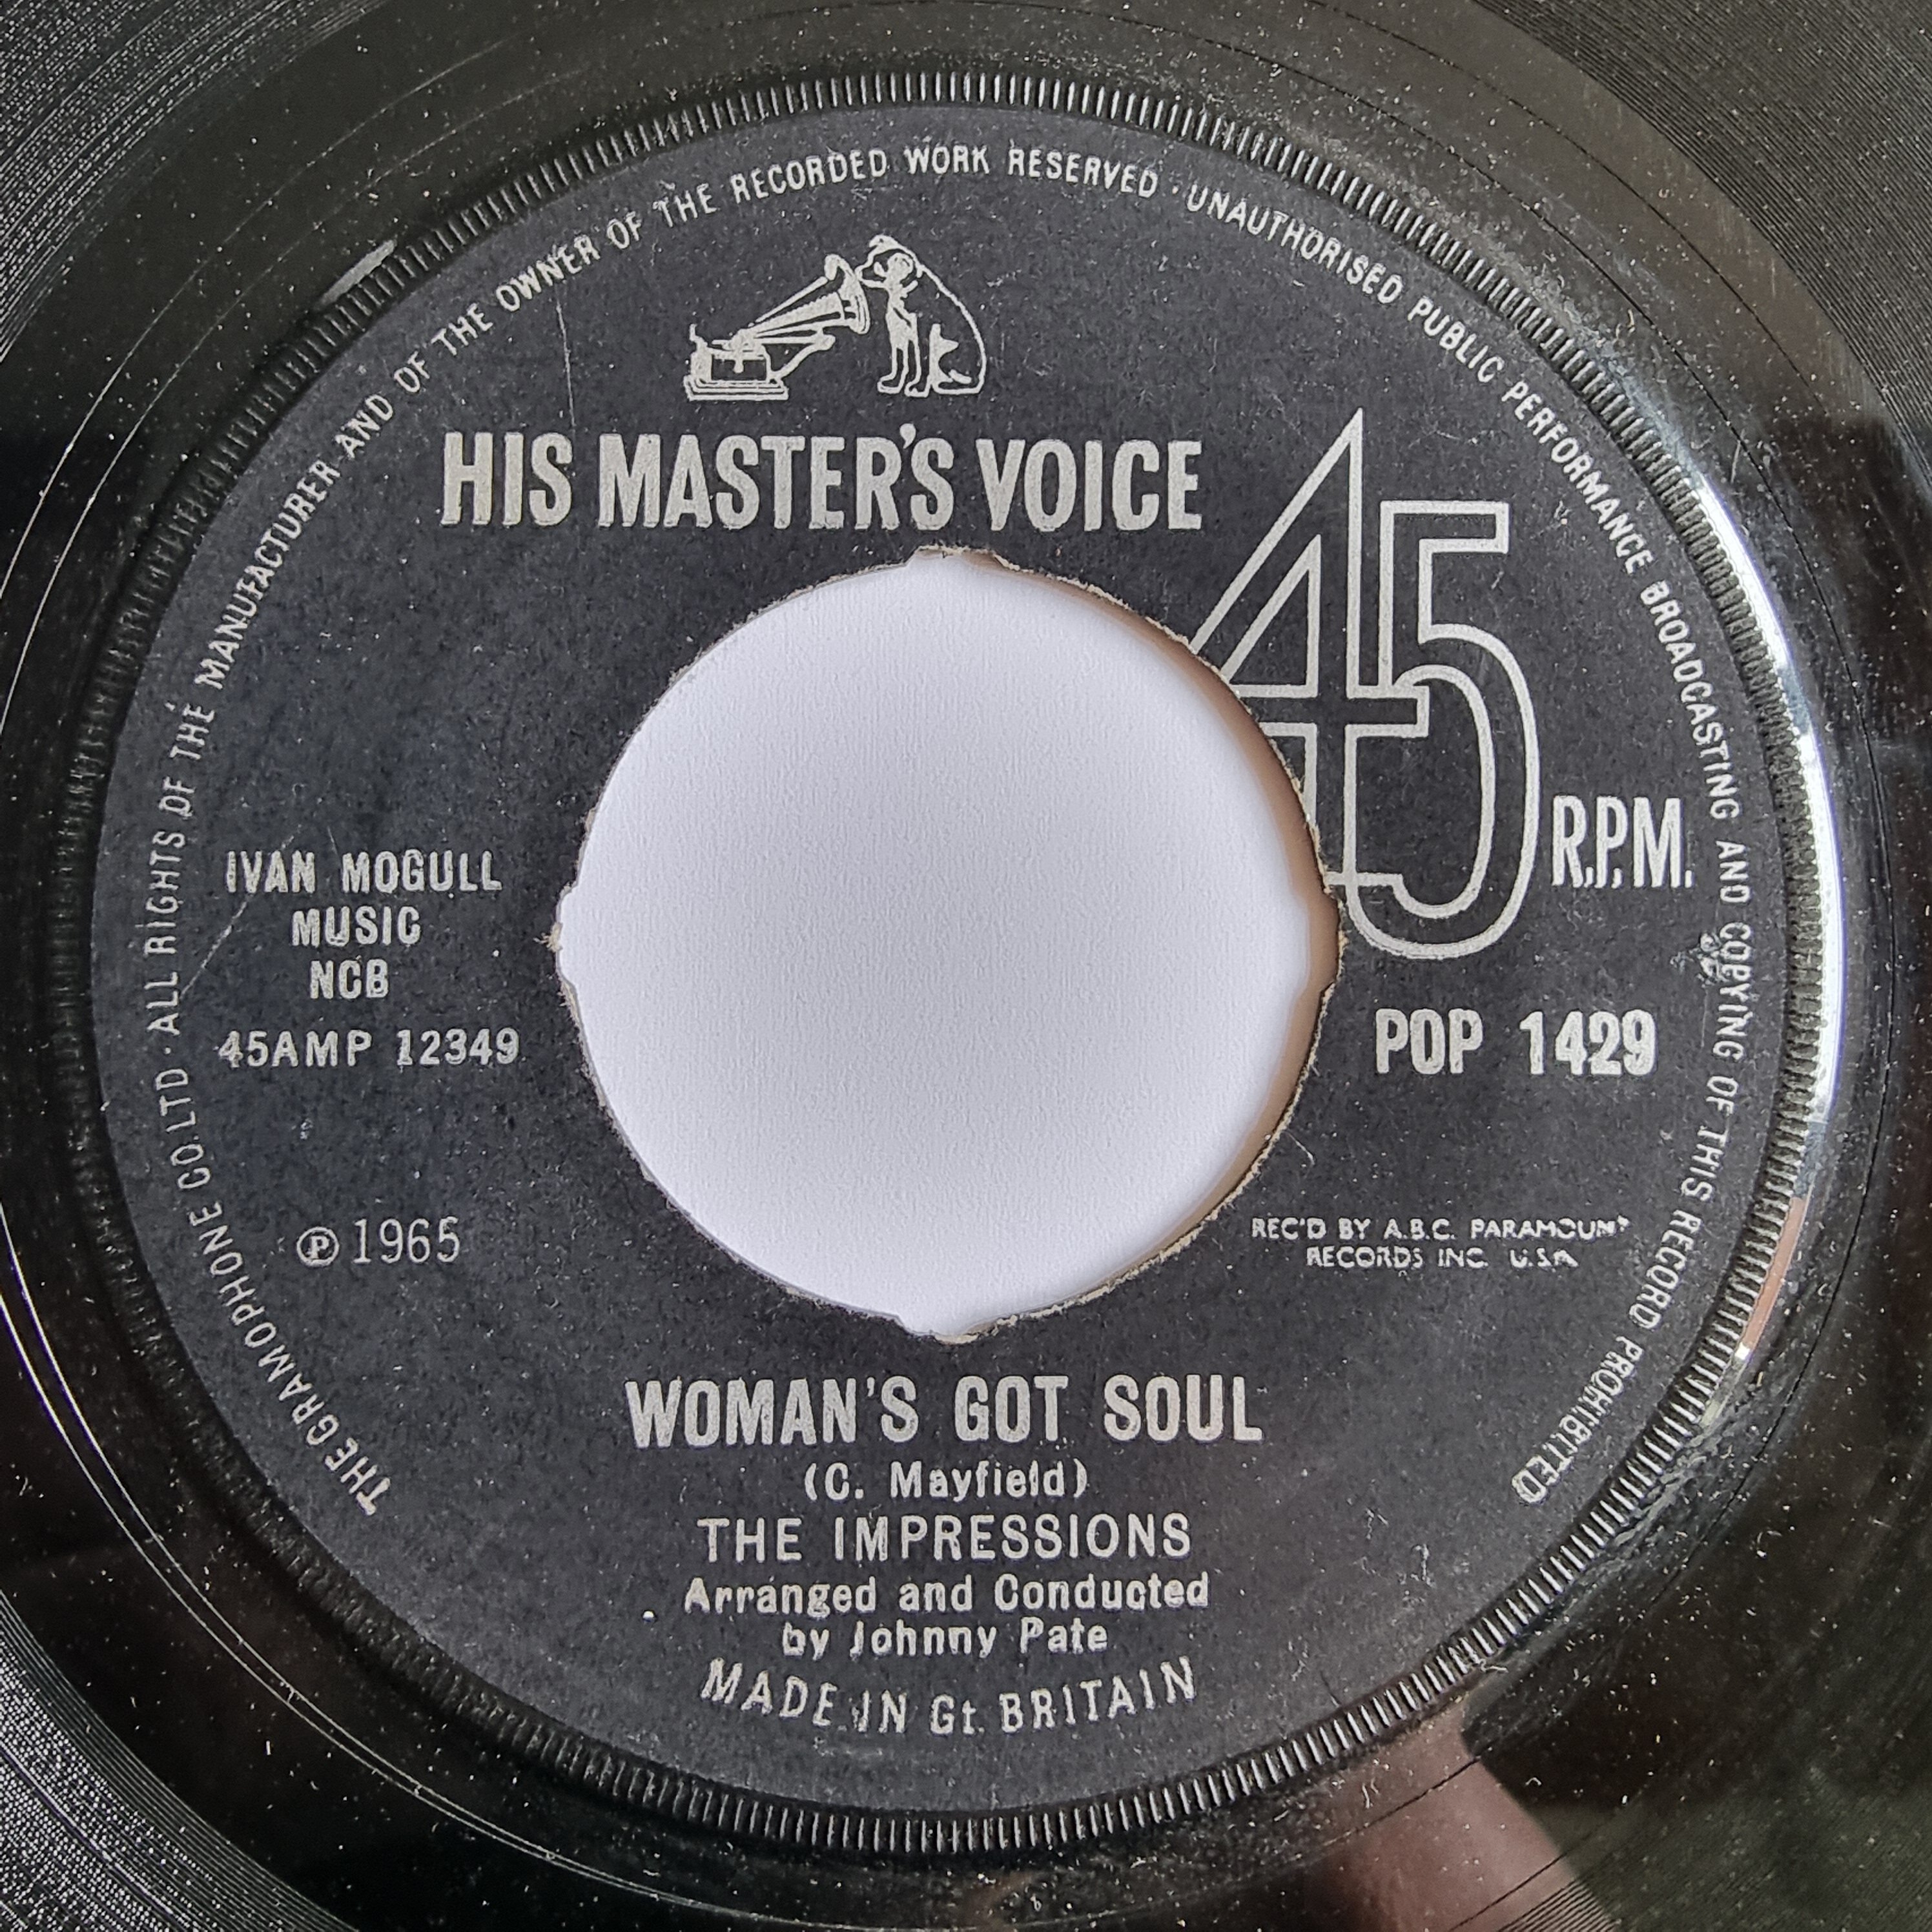 THE GRAMOPHONE CO. LTD · ALL RIGHTS OF THE MANUFACTURER AND OF THE OWNER OF THE RECORDED WORK RESERVED · UNAUTHORISED PUBLIC PERFORMANCE BROADCASTING AND COPYING OF THIS RECORD PROHIBITED
HIS MASTER'S VOICE
45 R.P.M.
IVAN MOGULL
MUSIC
NCB
45AMP 12349
POP 1429
℗ 1965
REC'D BY A.B.C. PARAMOUNT
RECORDS INC. U.S.A
WOMAN'S GOT SOUL
(C. Mayfield)
THE IMPRESSIONS
Arranged and Conducted
by Johnny Pate
MADE IN Gt. BRITAIN